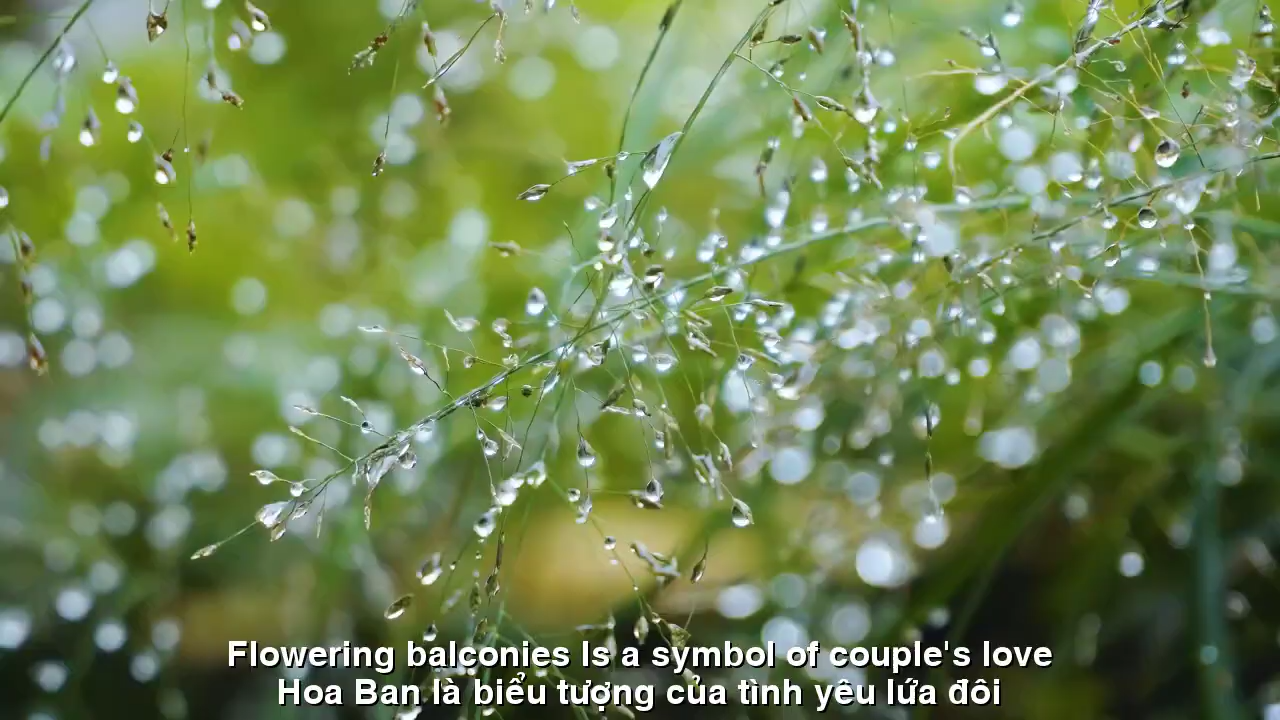 Flowering balconies Is a symbol of couple's love
Hoa Ban là biểu tượng của tình yêu lứa đôi